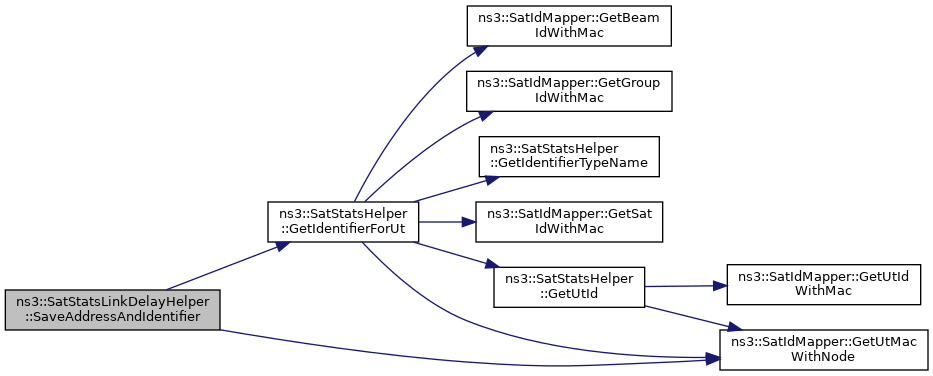 ns3::SatStatsLinkDelayHelper
::SaveAddressAndIdentifier
ns3::SatStatsHelper
::GetIdentifierForUt
ns3::SatIdMapper::GetBeam
IdWithMac
ns3::SatIdMapper::GetGroup
IdWithMac
ns3::SatStatsHelper
::GetIdentifierTypeName
ns3::SatIdMapper::GetSat
IdWithMac
ns3::SatStatsHelper
::GetUtId
ns3::SatIdMapper::GetUtId
WithMac
ns3::SatIdMapper::GetUtMac
WithNode